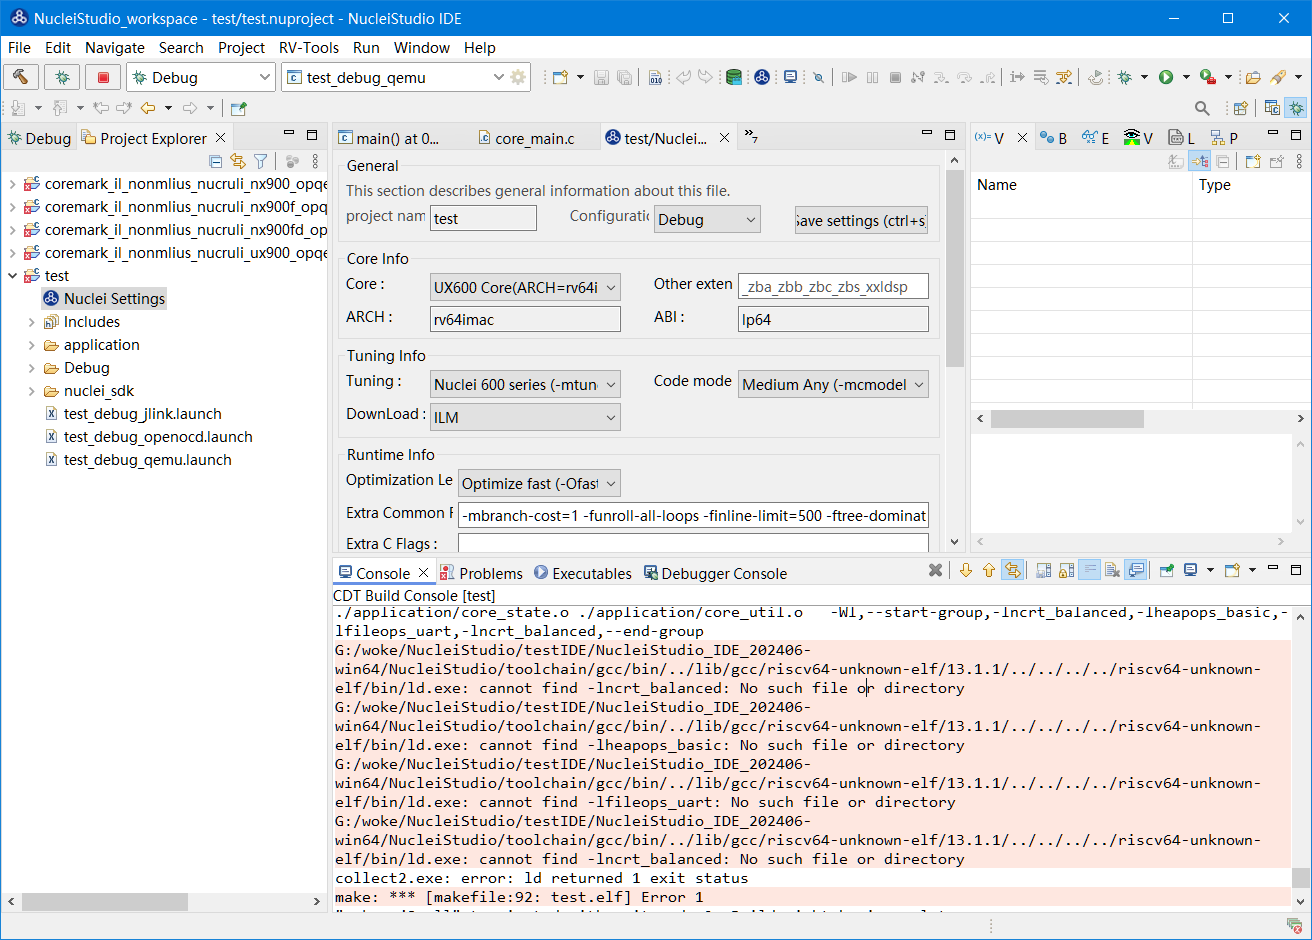 NucleiStudio_workspace - test/test.nuproject - NucleiStudio IDE
File Edit Navigate Search Project RV-Tools Run Window Help
Debug
test_debug_qemu
Debug
Project Explorer
coremark_il_nonmlius_nucruli_nx900_opqe
coremark_il_nonmlius_nucruli_nx900f_opq
coremark_il_nonmlius_nucruli_nx900fd_op
coremark_il_nonmlius_nucruli_ux900_opqe
test
Nuclei Settings
Includes
application
Debug
nuclei_sdk
test_debug_jlink.launch
test_debug_openocd.launch
test_debug_qemu.launch
main() at 0...
core_main.c
test/Nuclei...
»7
General
This section describes general information about this file.
project nam
test
Configuratic
Debug
Save settings (ctrl+s)
Core Info
Core :
UX600 Core(ARCH=rv64i
Other exten
_zba_zbb_zbc_zbs_xxldsp
ARCH :
rv64imac
ABI :
lp64
Tuning Info
Tuning :
Nuclei 600 series (-mtun
Code mode
Medium Any (-mcmodel
DownLoad :
ILM
Runtime Info
Optimization Le
Optimize fast (-Ofast
Extra Common F
-mbranch-cost=1 -funroll-all-loops -finline-limit=500 -ftree-dominat
Extra C Flags :
(x)= V
B
E
V
L
P
Name
Type
Console
Problems
Executables
Debugger Console
CDT Build Console [test]
./application/core_state.o ./application/core_util.o   -Wl,--start-group,-lncrt_balanced,-lheapops_basic,-
lfileops_uart,-lncrt_balanced,--end-group
G:/woke/NucleiStudio/testIDE/NucleiStudio_IDE_202406-
win64/NucleiStudio/toolchain/gcc/bin/../lib/gcc/riscv64-unknown-elf/13.1.1/../../../../riscv64-unknown-
elf/bin/ld.exe: cannot find -lncrt_balanced: No such file or directory
G:/woke/NucleiStudio/testIDE/NucleiStudio_IDE_202406-
win64/NucleiStudio/toolchain/gcc/bin/../lib/gcc/riscv64-unknown-elf/13.1.1/../../../../riscv64-unknown-
elf/bin/ld.exe: cannot find -lheapops_basic: No such file or directory
G:/woke/NucleiStudio/testIDE/NucleiStudio_IDE_202406-
win64/NucleiStudio/toolchain/gcc/bin/../lib/gcc/riscv64-unknown-elf/13.1.1/../../../../riscv64-unknown-
elf/bin/ld.exe: cannot find -lfileops_uart: No such file or directory
G:/woke/NucleiStudio/testIDE/NucleiStudio_IDE_202406-
win64/NucleiStudio/toolchain/gcc/bin/../lib/gcc/riscv64-unknown-elf/13.1.1/../../../../riscv64-unknown-
elf/bin/ld.exe: cannot find -lncrt_balanced: No such file or directory
collect2.exe: error: ld returned 1 exit status
make: *** [makefile:92: test.elf] Error 1